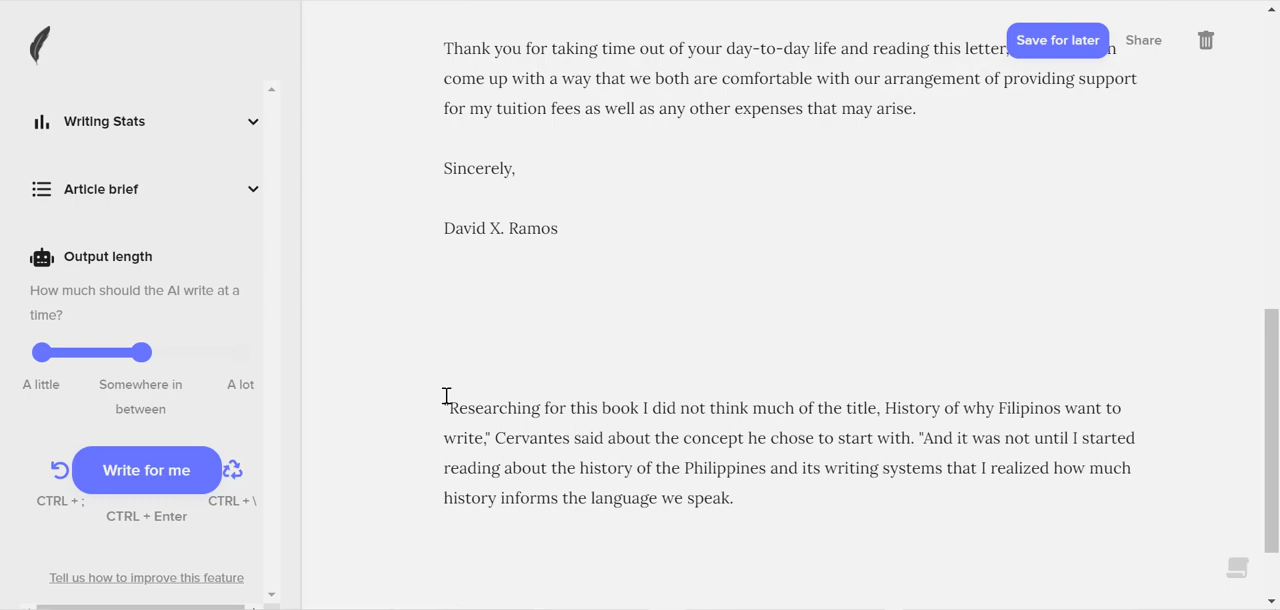 Writing Stats
Article brief
Output length
How much should the AI write at a
time?
A little
Somewhere in
between
A lot
Write for me
CTRL + ;
CTRL + \
CTRL + Enter
Tell us how to improve this feature
Save for later
Share
Thank you for taking time out of your day-to-day life and reading this letter,
come up with a way that we both are comfortable with our arrangement of providing support
for my tuition fees as well as any other expenses that may arise.
Sincerely,
David X. Ramos
"Researching for this book I did not think much of the title, History of why Filipinos want to
write," Cervantes said about the concept he chose to start with. "And it was not until I started
reading about the history of the Philippines and its writing systems that I realized how much
history informs the language we speak.